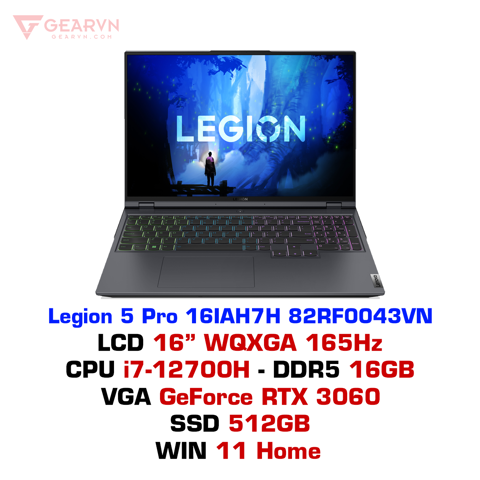 GEARVN
GEARVN.COM
LEGION
Legion 5 Pro 16IAH7H 82RF0043VN
LCD 16” WQXGA 165Hz
CPU i7-12700H - DDR5 16GB
VGA GeForce RTX 3060
SSD 512GB
WIN 11 Home